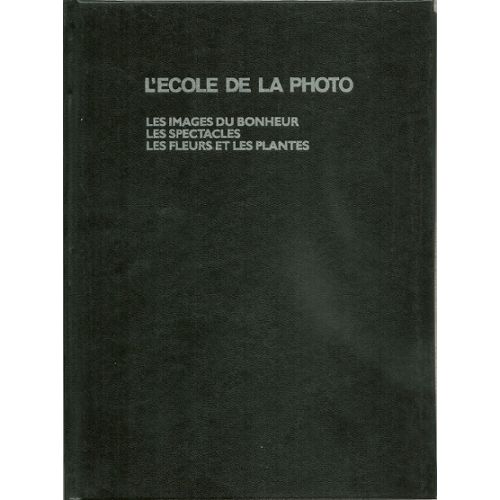 L'ECOLE DE LA PHOTO
LES IMAGES DU BONHEUR
LES SPECTACLES
LES FLEURS ET LES PLANTES